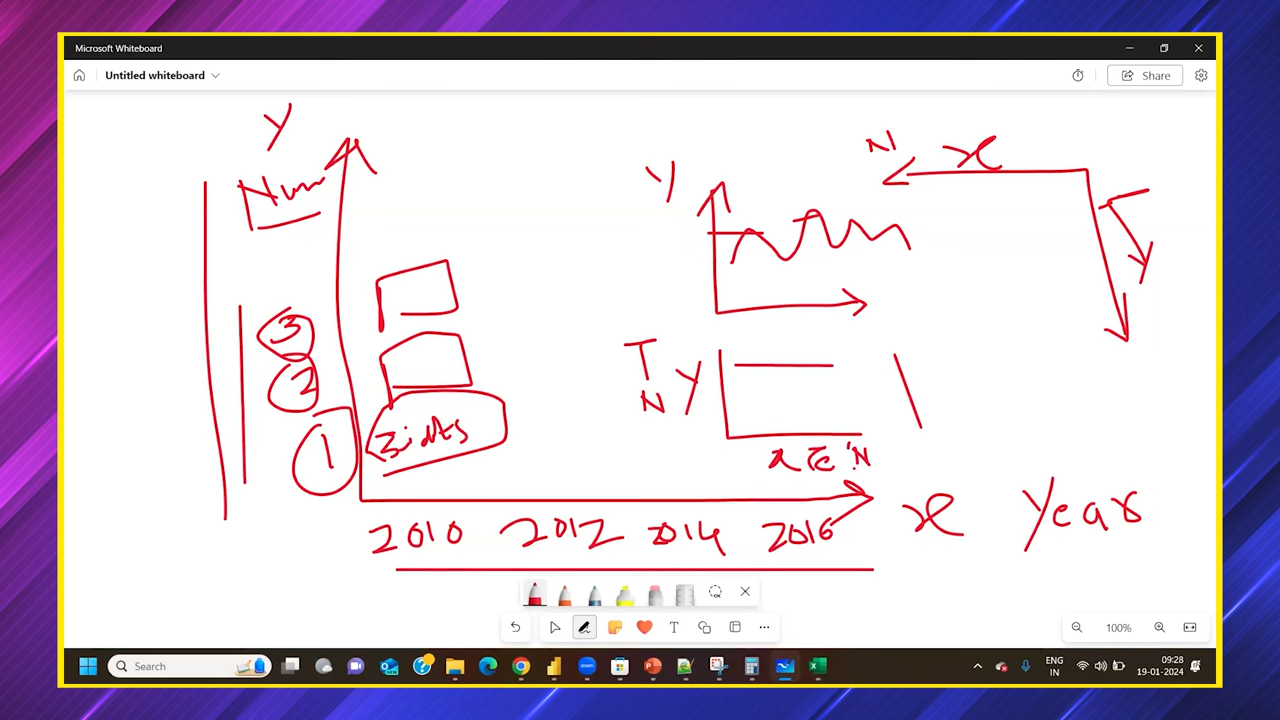 Microsoft Whiteboard
Untitled whiteboard
Share
Y
Num
3
2
1
2010 2012 2014 2016
x Year
Y
N x
Y
T
N Y
x
N
100%
Search
ENG
IN
09:28
19-01-2024